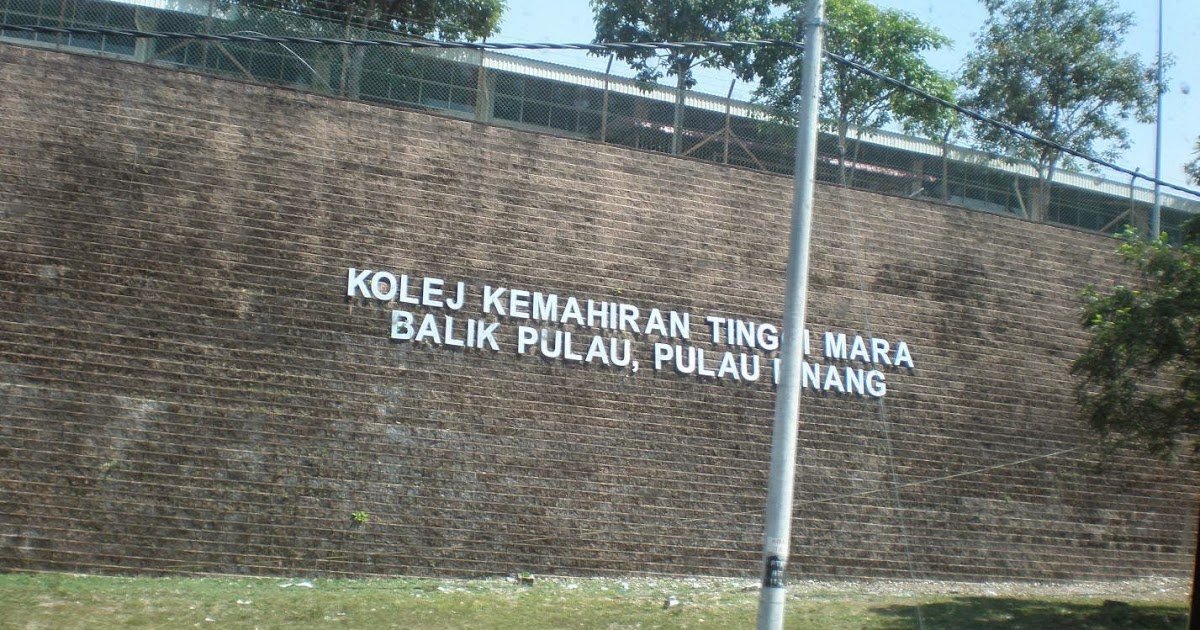 KOLEJ KEMAHIRAN TINGGI MARA
BALIK PULAU, PULAU PINANG